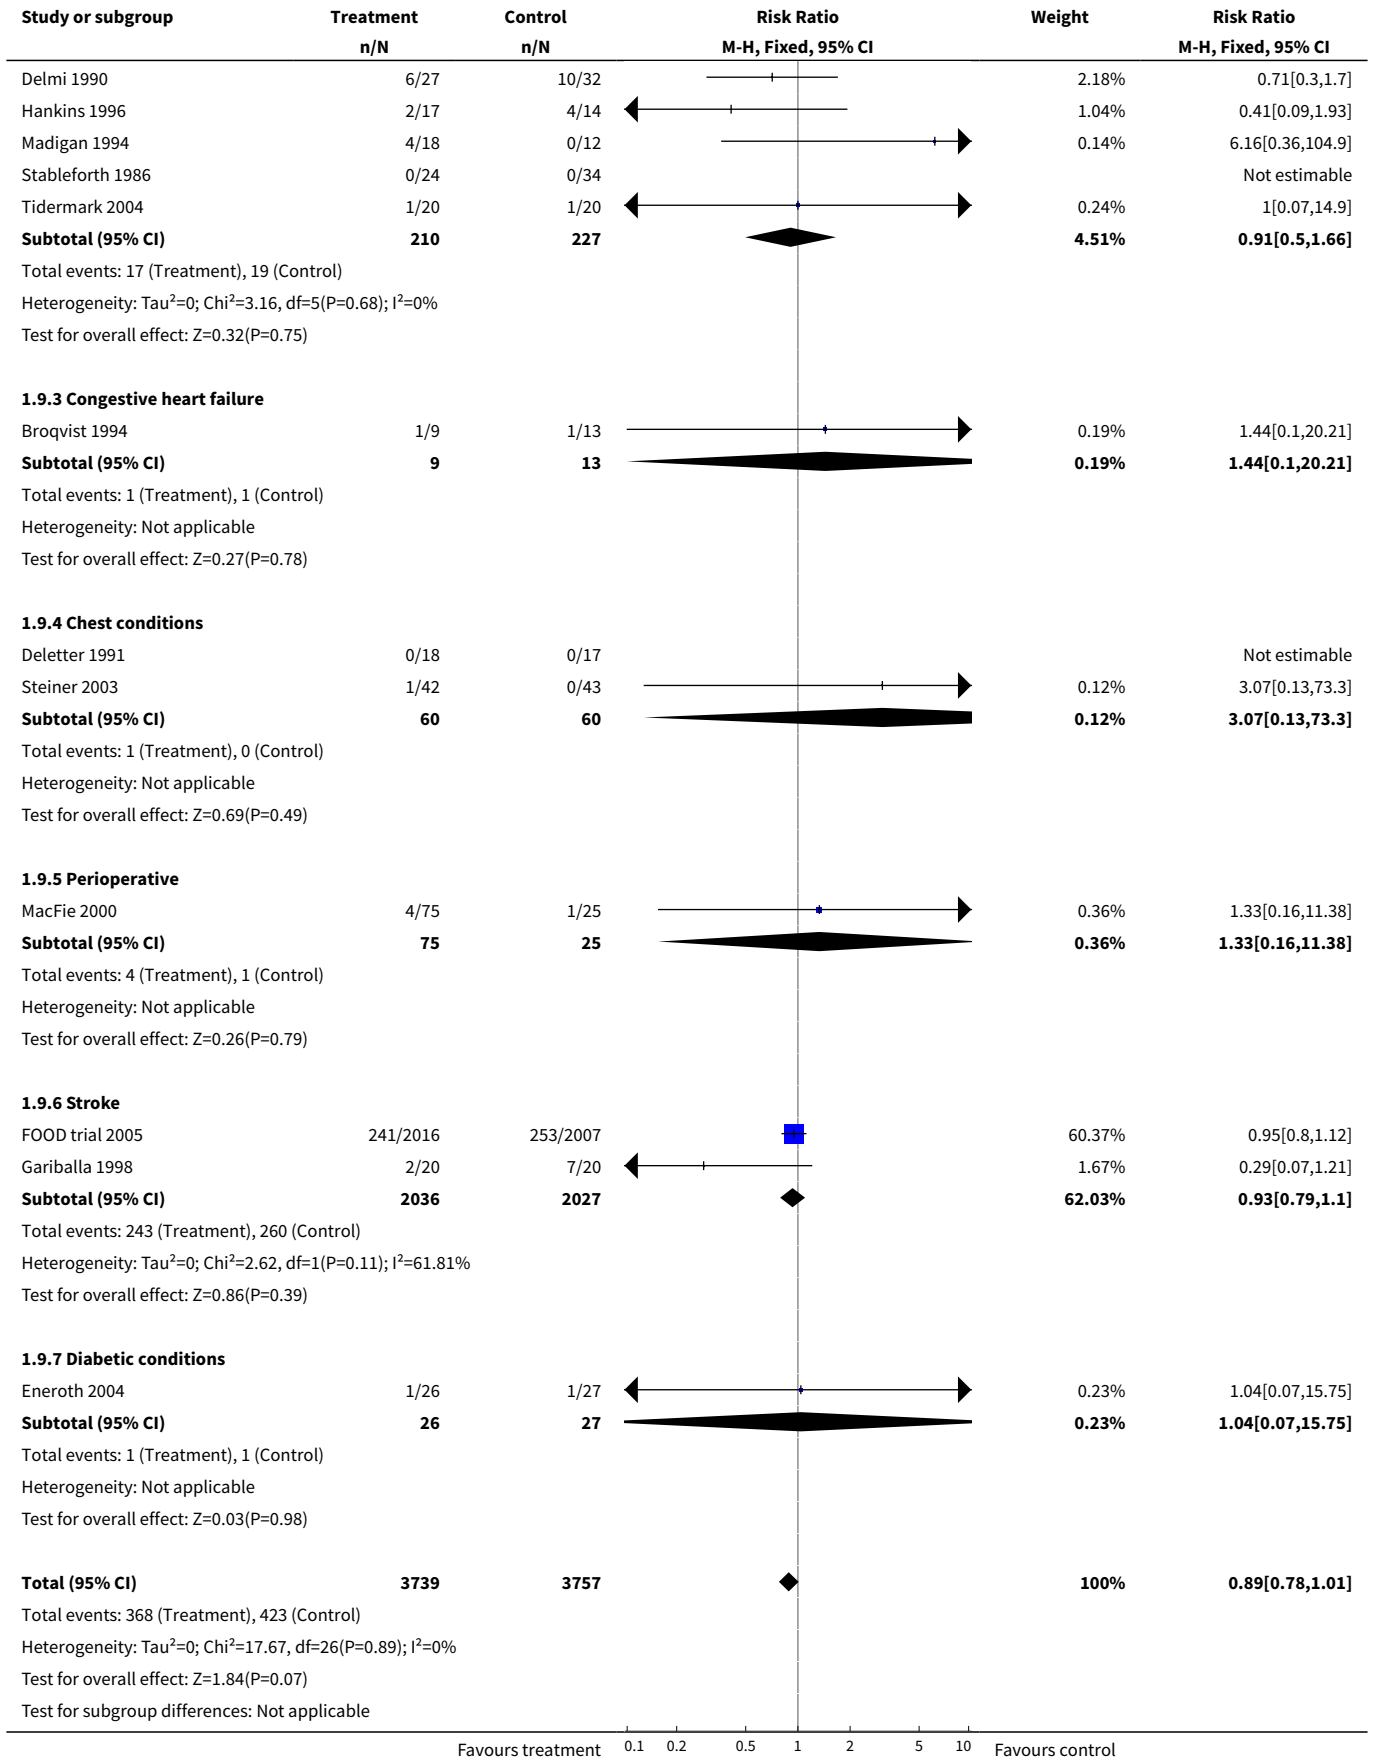 Study or subgroup Treatment Control Risk Ratio Weight Risk Ratio
n/N n/N M-H, Fixed, 95% CI M-H, Fixed, 95% CI
Delmi 1990 6/27 10/32 2.18% 0.71[0.3,1.7]
Hankins 1996 2/17 4/14 1.04% 0.41[0.09,1.93]
Madigan 1994 4/18 0/12 0.14% 6.16[0.36,104.9]
Stableforth 1986 0/24 0/34 Not estimable
Tidermark 2004 1/20 1/20 0.24% 1[0.07,14.9]
Subtotal (95% CI) 210 227 4.51% 0.91[0.5,1.66]
Total events: 17 (Treatment), 19 (Control)
Heterogeneity: Tau²=0; Chi²=3.16, df=5(P=0.68); I²=0%
Test for overall effect: Z=0.32(P=0.75)
1.9.3 Congestive heart failure
Broqvist 1994 1/9 1/13 0.19% 1.44[0.1,20.21]
Subtotal (95% CI) 9 13 0.19% 1.44[0.1,20.21]
Total events: 1 (Treatment), 1 (Control)
Heterogeneity: Not applicable
Test for overall effect: Z=0.27(P=0.78)
1.9.4 Chest conditions
Deletter 1991 0/18 0/17 Not estimable
Steiner 2003 1/42 0/43 0.12% 3.07[0.13,73.3]
Subtotal (95% CI) 60 60 0.12% 3.07[0.13,73.3]
Total events: 1 (Treatment), 0 (Control)
Heterogeneity: Not applicable
Test for overall effect: Z=0.69(P=0.49)
1.9.5 Perioperative
MacFie 2000 4/75 1/25 0.36% 1.33[0.16,11.38]
Subtotal (95% CI) 75 25 0.36% 1.33[0.16,11.38]
Total events: 4 (Treatment), 1 (Control)
Heterogeneity: Not applicable
Test for overall effect: Z=0.26(P=0.79)
1.9.6 Stroke
FOOD trial 2005 241/2016 253/2007 60.37% 0.95[0.8,1.12]
Gariballa 1998 2/20 7/20 1.67% 0.29[0.07,1.21]
Subtotal (95% CI) 2036 2027 62.03% 0.93[0.79,1.1]
Total events: 243 (Treatment), 260 (Control)
Heterogeneity: Tau²=0; Chi²=2.62, df=1(P=0.11); I²=61.81%
Test for overall effect: Z=0.86(P=0.39)
1.9.7 Diabetic conditions
Eneroth 2004 1/26 1/27 0.23% 1.04[0.07,15.75]
Subtotal (95% CI) 26 27 0.23% 1.04[0.07,15.75]
Total events: 1 (Treatment), 1 (Control)
Heterogeneity: Not applicable
Test for overall effect: Z=0.03(P=0.98)
Total (95% CI) 3739 3757 100% 0.89[0.78,1.01]
Total events: 368 (Treatment), 423 (Control)
Heterogeneity: Tau²=0; Chi²=17.67, df=26(P=0.89); I²=0%
Test for overall effect: Z=1.84(P=0.07)
Test for subgroup differences: Not applicable
Favours treatment 0.1 0.2 0.5 1 2 5 10 Favours control